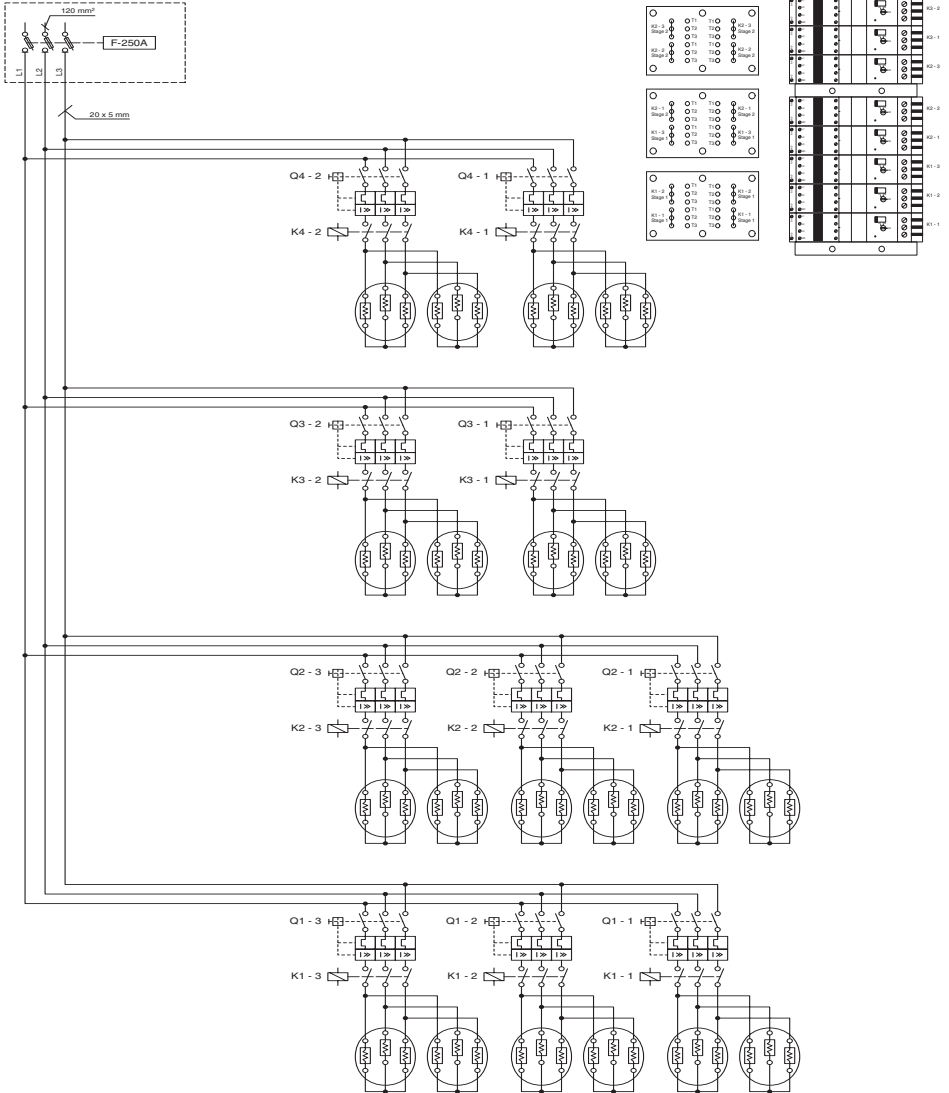 120 mm²
F-250A
L1
L2
L3
20 x 5 mm
Q4 - 2
Q4 - 1
I≫ I≫ I≫
I≫ I≫ I≫
K4 - 2
K4 - 1
Q3 - 2
Q3 - 1
I≫ I≫ I≫
I≫ I≫ I≫
K3 - 2
K3 - 1
Q2 - 3
Q2 - 2
Q2 - 1
I≫ I≫ I≫
I≫ I≫ I≫
I≫ I≫ I≫
K2 - 3
K2 - 2
K2 - 1
Q1 - 3
Q1 - 2
Q1 - 1
I≫ I≫ I≫
I≫ I≫ I≫
I≫ I≫ I≫
K1 - 3
K1 - 2
K1 - 1
K2 - 3
Stage 2
T1 T1
T2 T2
T3 T3
K2 - 3
Stage 2
K2 - 2
Stage 2
T1 T1
T2 T2
T3 T3
K2 - 2
Stage 2
K2 - 1
Stage 2
T1 T1
T2 T2
T3 T3
K2 - 1
Stage 2
K1 - 3
Stage 1
T1 T1
T2 T2
T3 T3
K1 - 3
Stage 1
K1 - 2
Stage 1
T1 T1
T2 T2
T3 T3
K1 - 2
Stage 1
K1 - 1
Stage 1
T1 T1
T2 T2
T3 T3
K1 - 1
Stage 1
K3 - 2
K3 - 1
K2 - 3
K2 - 2
K2 - 1
K1 - 3
K1 - 2
K1 - 1